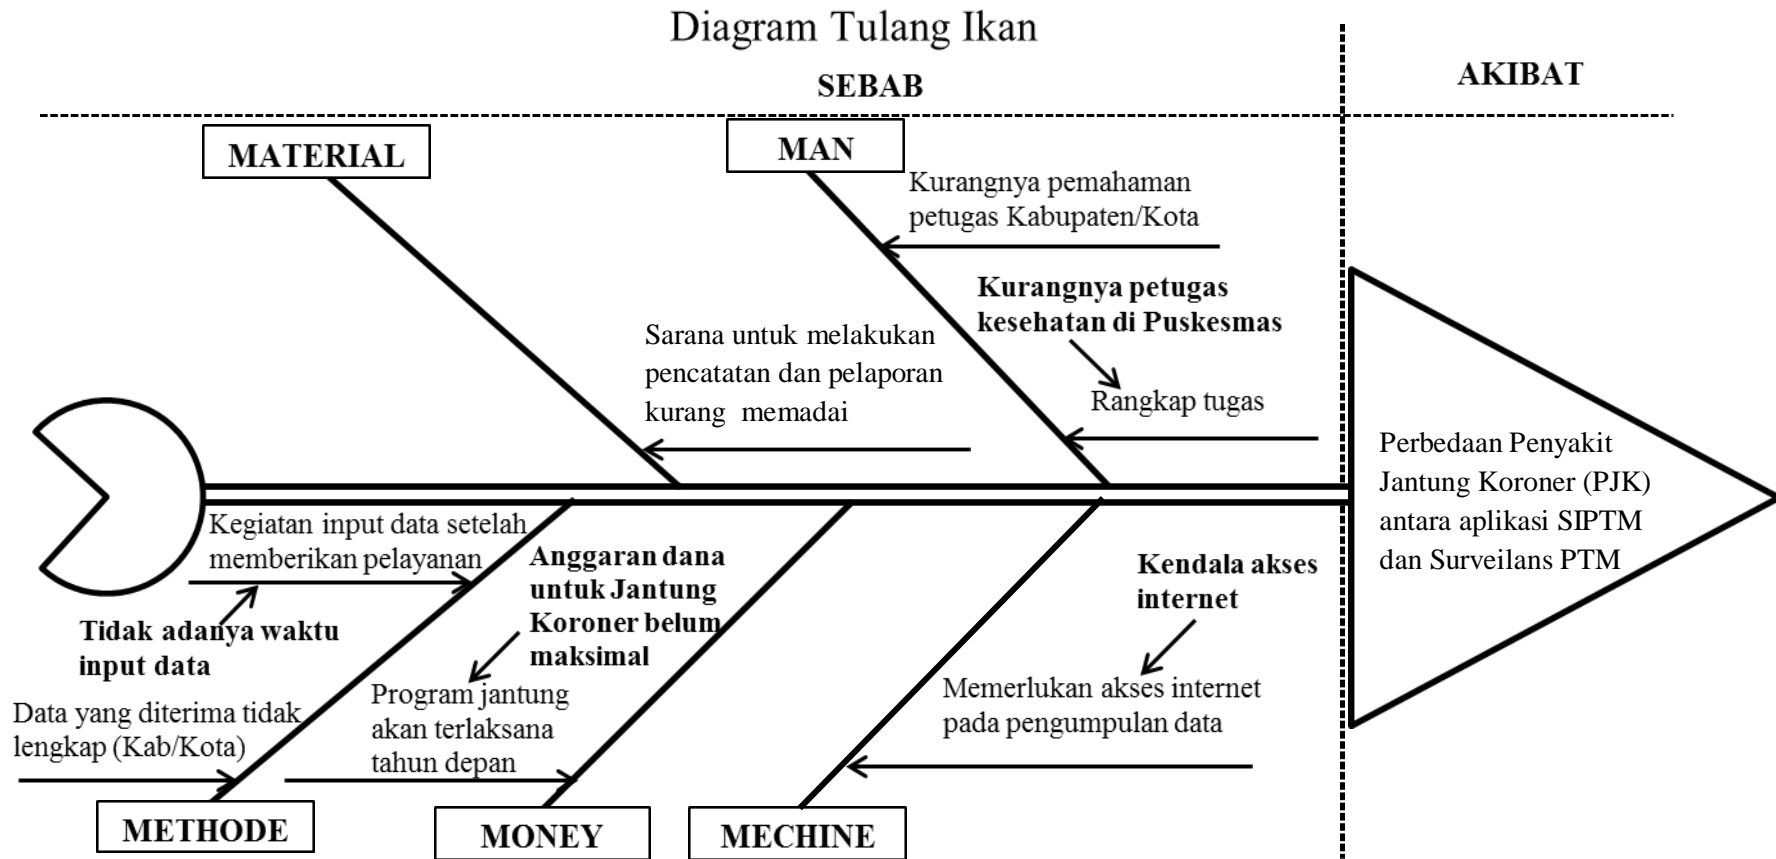 Diagram Tulang Ikan
SEBAB
AKIBAT
MATERIAL
MAN
Kurangnya pemahaman
petugas Kabupaten/Kota
Kurangnya petugas
kesehatan di Puskesmas
Rangkap tugas
Sarana untuk melakukan
pencatatan dan pelaporan
kurang memadai
Perbedaan Penyakit
Jantung Koroner (PJK)
antara aplikasi SIPTM
dan Surveilans PTM
Kegiatan input data setelah
memberikan pelayanan
Tidak adanya waktu
input data
Data yang diterima tidak
lengkap (Kab/Kota)
Anggaran dana
untuk Jantung
Koroner belum
maksimal
Program jantung
akan terlaksana
tahun depan
Kendala akses
internet
Memerlukan akses internet
pada pengumpulan data
METHODE
MONEY
MECHINE